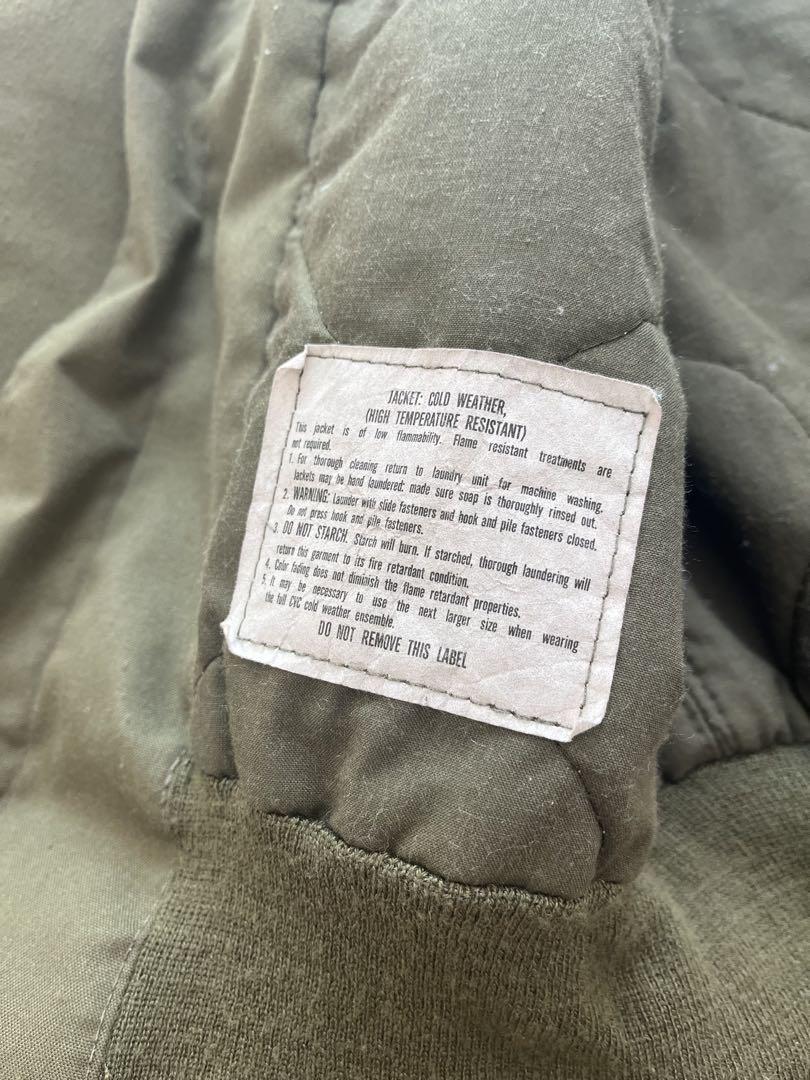 JACKET: COLD WEATHER,
(HIGH TEMPERATURE RESISTANT)
This jacket is of low flammability. Flame resistant treatments are
not required.
1. For thorough cleaning return to laundry unit for machine washing.
Jackets may be hand laundered: made sure soap is thoroughly rinsed out.
2. WARNING: Launder with slide fasteners and hook and pile fasteners closed.
Do not press hook and pile fasteners.
3. DO NOT STARCH. Starch will burn. If starched, thorough laundering will
return this garment to its fire retardant condition.
4. Color fading does not diminish the flame retardant properties.
5. It may be necessary to use the next larger size when wearing
the full CVC cold weather ensemble.
DO NOT REMOVE THIS LABEL